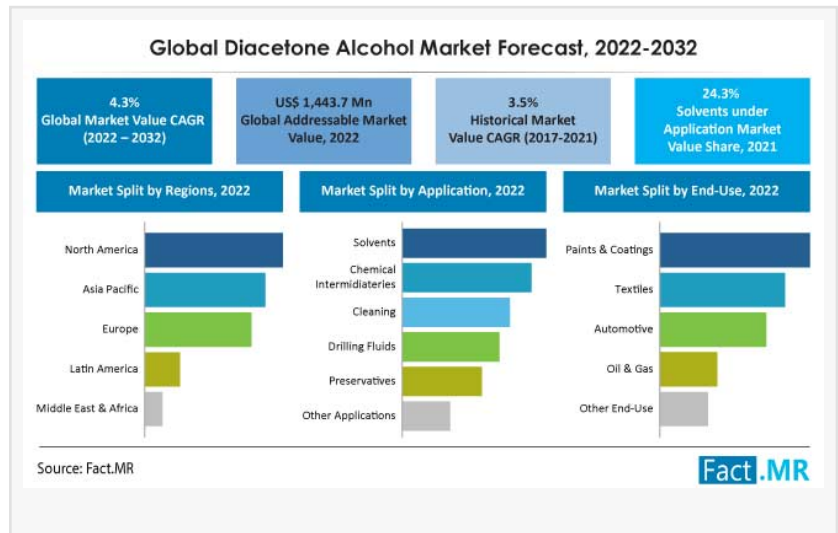 Global Diacetone Alcohol Market Forecast, 2022-2032
4.3%
Global Market Value CAGR
(2022 – 2032)
US$ 1,443.7 Mn
Global Addressable Market
Value, 2022
3.5%
Historical Market
Value CAGR (2017-2021)
24.3%
Solvents under
Application Market
Value Share, 2021
Market Split by Regions, 2022
North America
Asia Pacific
Europe
Latin America
Middle East & Africa
Market Split by Application, 2022
Solvents
Chemical
Intermidiateries
Cleaning
Drilling Fluids
Preservatives
Other Applications
Market Split by End-Use, 2022
Paints & Coatings
Textiles
Automotive
Oil & Gas
Other End-Use
Source: Fact.MR
Fact.MR